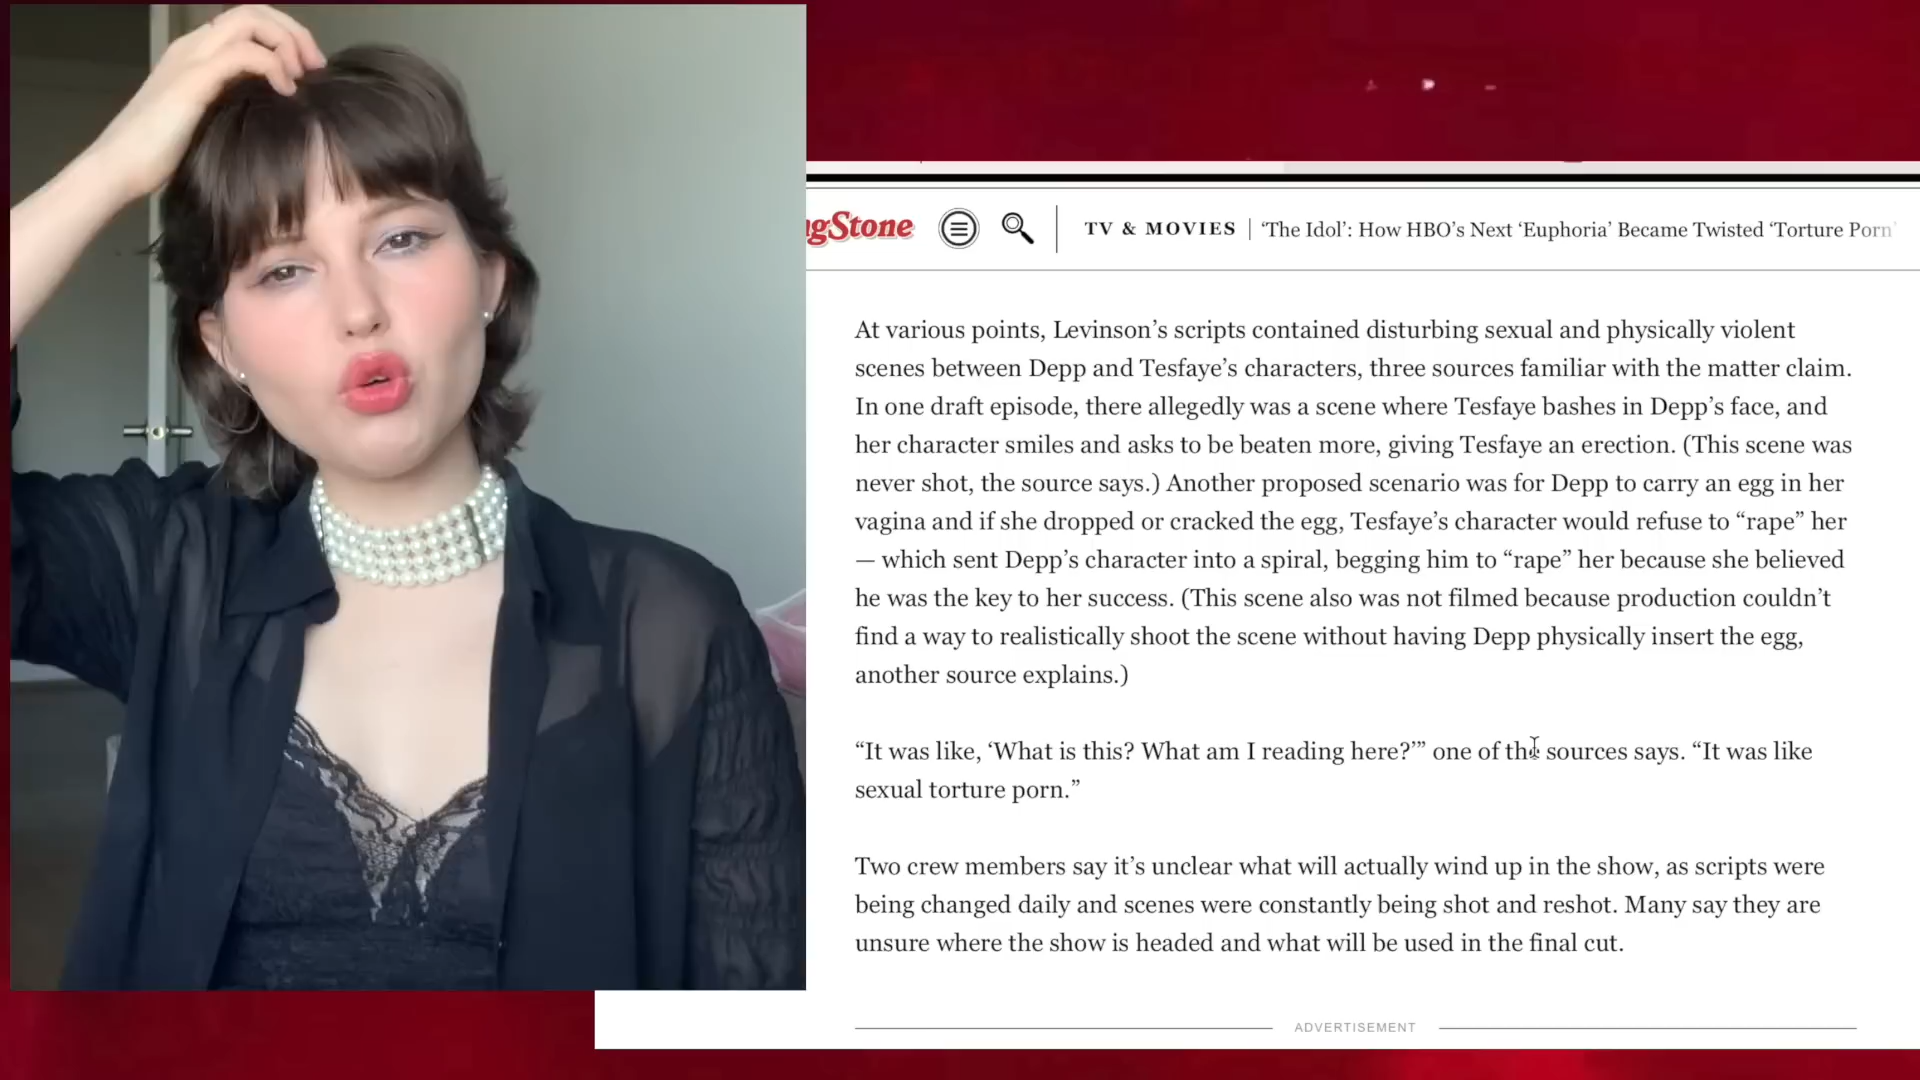 ngStone
TV & MOVIES | ‘The Idol’: How HBO’s Next ‘Euphoria’ Became Twisted ‘Torture Porn’
At various points, Levinson’s scripts contained disturbing sexual and physically violent
scenes between Depp and Tesfaye’s characters, three sources familiar with the matter claim.
In one draft episode, there allegedly was a scene where Tesfaye bashes in Depp’s face, and
her character smiles and asks to be beaten more, giving Tesfaye an erection. (This scene was
never shot, the source says.) Another proposed scenario was for Depp to carry an egg in her
vagina and if she dropped or cracked the egg, Tesfaye’s character would refuse to “rape” her
— which sent Depp’s character into a spiral, begging him to “rape” her because she believed
he was the key to her success. (This scene also was not filmed because production couldn’t
find a way to realistically shoot the scene without having Depp physically insert the egg,
another source explains.)
“It was like, ‘What is this? What am I reading here?’” one of the sources says. “It was like
sexual torture porn.”
Two crew members say it’s unclear what will actually wind up in the show, as scripts were
being changed daily and scenes were constantly being shot and reshot. Many say they are
unsure where the show is headed and what will be used in the final cut.
ADVERTISEMENT